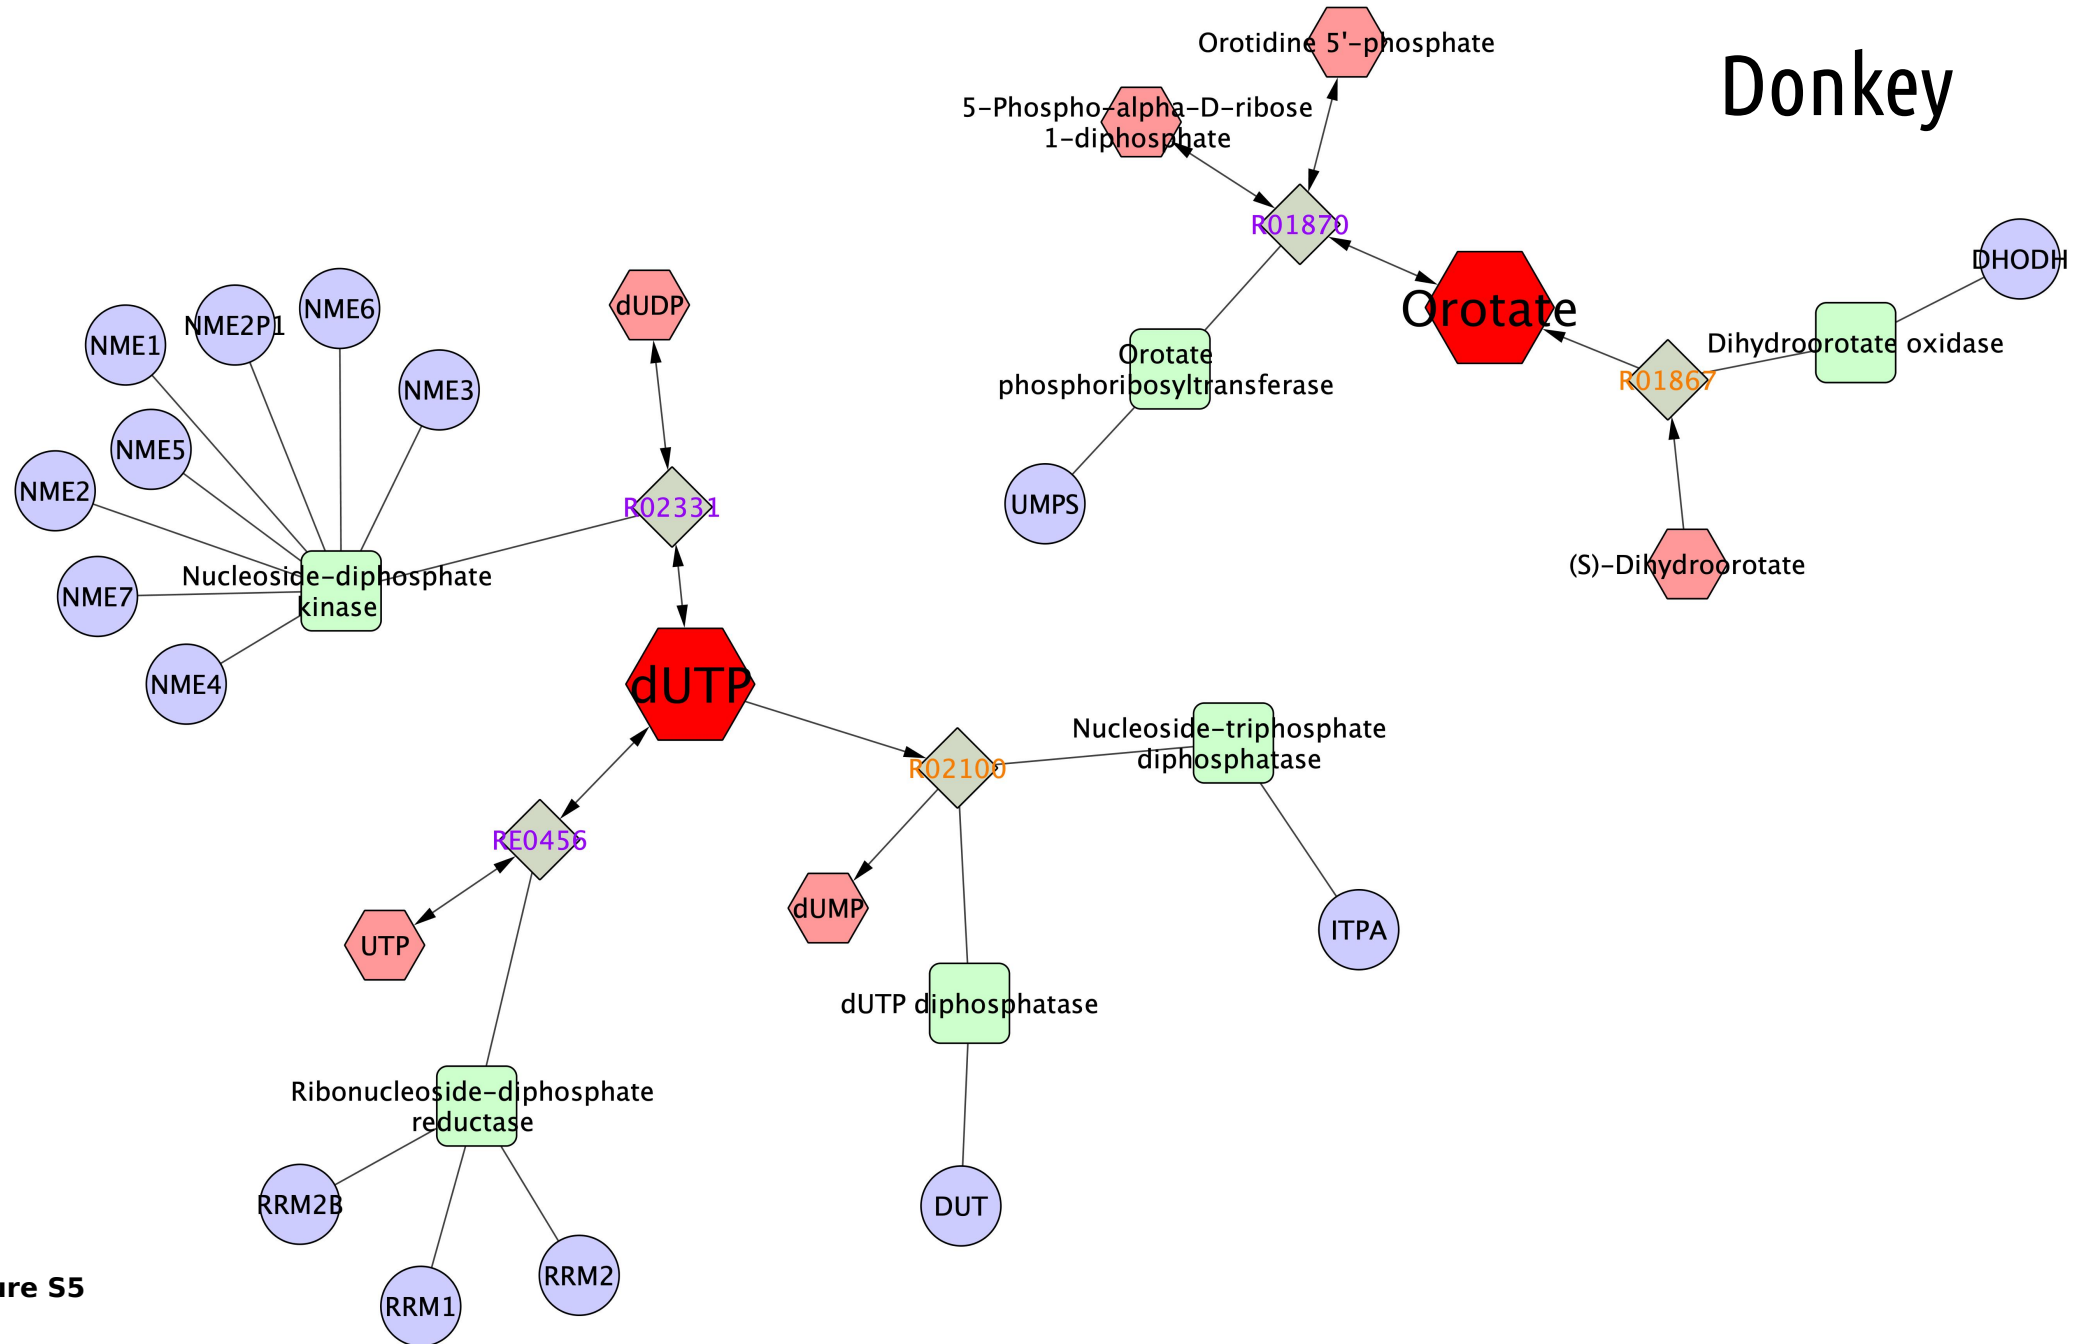 Donkey
Orotidine 5'-phosphate
5-Phospho-alpha-D-ribose
1-diphosphate
R01870
DHODH
Orotate
Dihydroorotate oxidase
R01867
Orotate
phosphoribosyltransferase
UMPS
(S)-Dihydroorotate
NME6
NME2P1
NME1
NME3
NME5
NME2
NME7
NME4
Nucleoside-diphosphate
kinase
dUDP
R02331
dUTP
Nucleoside-triphosphate
diphosphatase
R02100
RE0456
dUMP
UTP
ITPA
dUTP diphosphatase
Ribonucleoside-diphosphate
reductase
RRM2B
RRM1
RRM2
DUT
ure S5